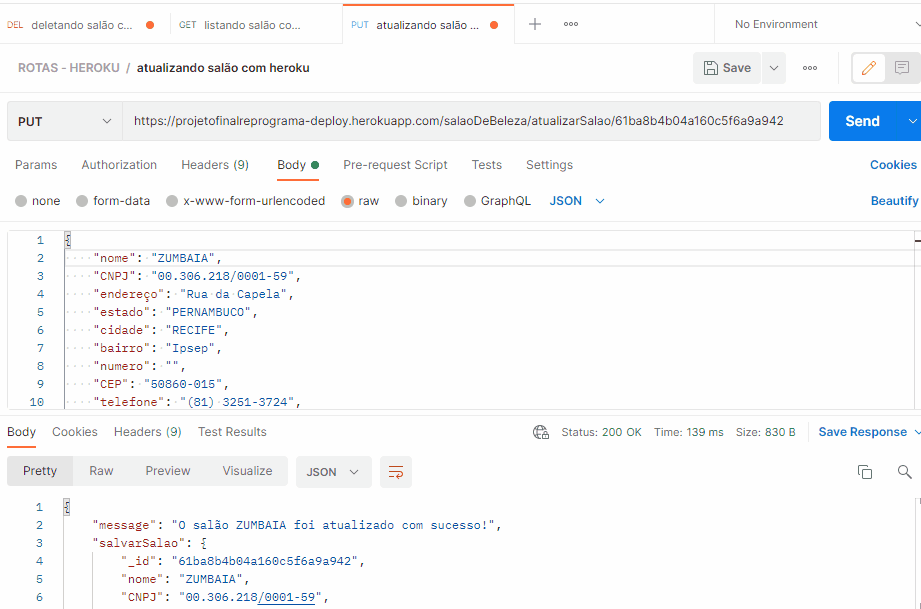 DEL deletando salão c... GET listando salão co... PUT atualizando salão ... No Environment
ROTAS - HEROKU / atualizando salão com heroku Save
PUT https://projetofinalreprograma-deploy.herokuapp.com/salaoDeBeleza/atualizarSalao/61ba8b4b04a160c5f6a9a942 Send
Params Authorization Headers (9) Body Pre-request Script Tests Settings Cookies
none form-data x-www-form-urlencoded raw binary GraphQL JSON Beautify
1 {
2 "nome": "ZUMBAIA",
3 "CNPJ": "00.306.218/0001-59",
4 "endereço": "Rua da Capela",
5 "estado": "PERNAMBUCO",
6 "cidade": "RECIFE",
7 "bairro": "Ipsep",
8 "numero": "",
9 "CEP": "50860-015",
10 "telefone": "(81) 3251-3724",
Body Cookies Headers (9) Test Results Status: 200 OK Time: 139 ms Size: 830 B Save Response
Pretty Raw Preview Visualize JSON
1 {
2 "message": "O salão ZUMBAIA foi atualizado com sucesso!",
3 "salvarSalao": {
4 "_id": "61ba8b4b04a160c5f6a9a942",
5 "nome": "ZUMBAIA",
6 "CNPJ": "00.306.218/0001-59",